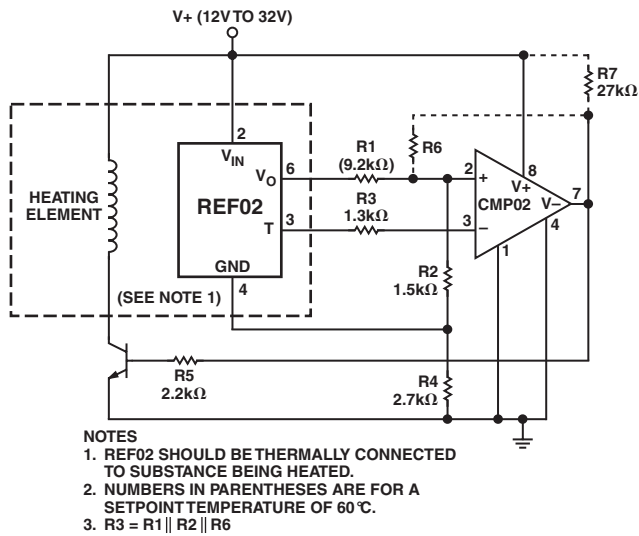 V+ (12V TO 32V)
R7
27kΩ
R6
R1
(9.2kΩ)
2
VIN
VO
6
2
+
8
V+
HEATING
ELEMENT
REF02
R3
1.3kΩ
CMP02
V–
7
T
3
3
–
4
1
GND
4
R2
1.5kΩ
(SEE NOTE 1)
R5
2.2kΩ
R4
2.7kΩ
NOTES
1. REF02 SHOULD BE THERMALLY CONNECTED
TO SUBSTANCE BEING HEATED.
2. NUMBERS IN PARENTHESES ARE FOR A
SETPOINT TEMPERATURE OF 60°C.
3. R3 = R1 || R2 || R6